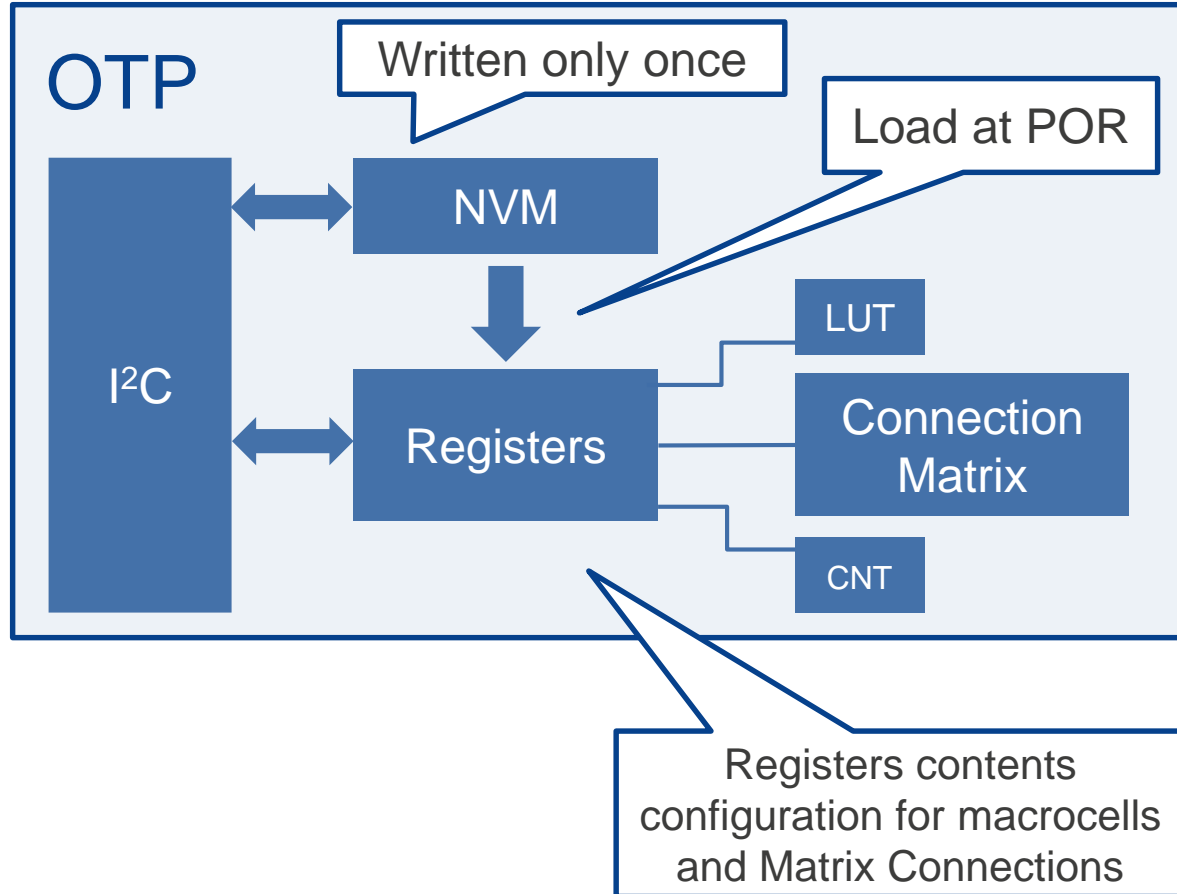 OTP
Written only once
Load at POR
NVM
I²C
Registers
LUT
Connection
Matrix
CNT
Registers contents
configuration for macrocells
and Matrix Connections